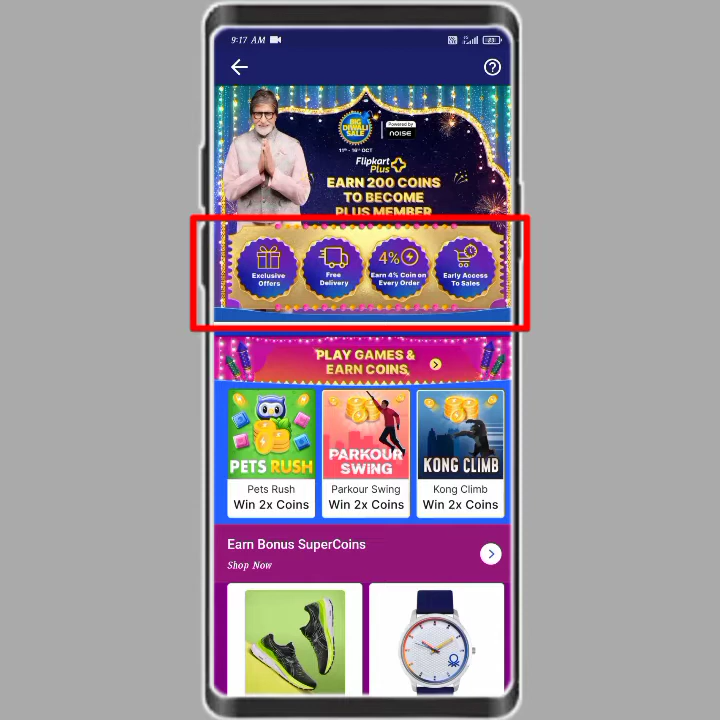 9:17 AM
BIG
DIWALI
SALE
Powered by
noise
11th - 16th OCT
Flipkart
Plus
EARN 200 COINS
TO BECOME
PLUS MEMBER
Exclusive
Offers
Free
Delivery
4%
Earn 4% Coin on
Every Order
Early Access
To Sales
PLAY GAMES &
EARN COINS
PETS RUSH
PARKOUR
SWING
KONG CLIMB
Pets Rush
Parkour Swing
Kong Climb
Win 2x Coins
Win 2x Coins
Win 2x Coins
Earn Bonus SuperCoins
Shop Now